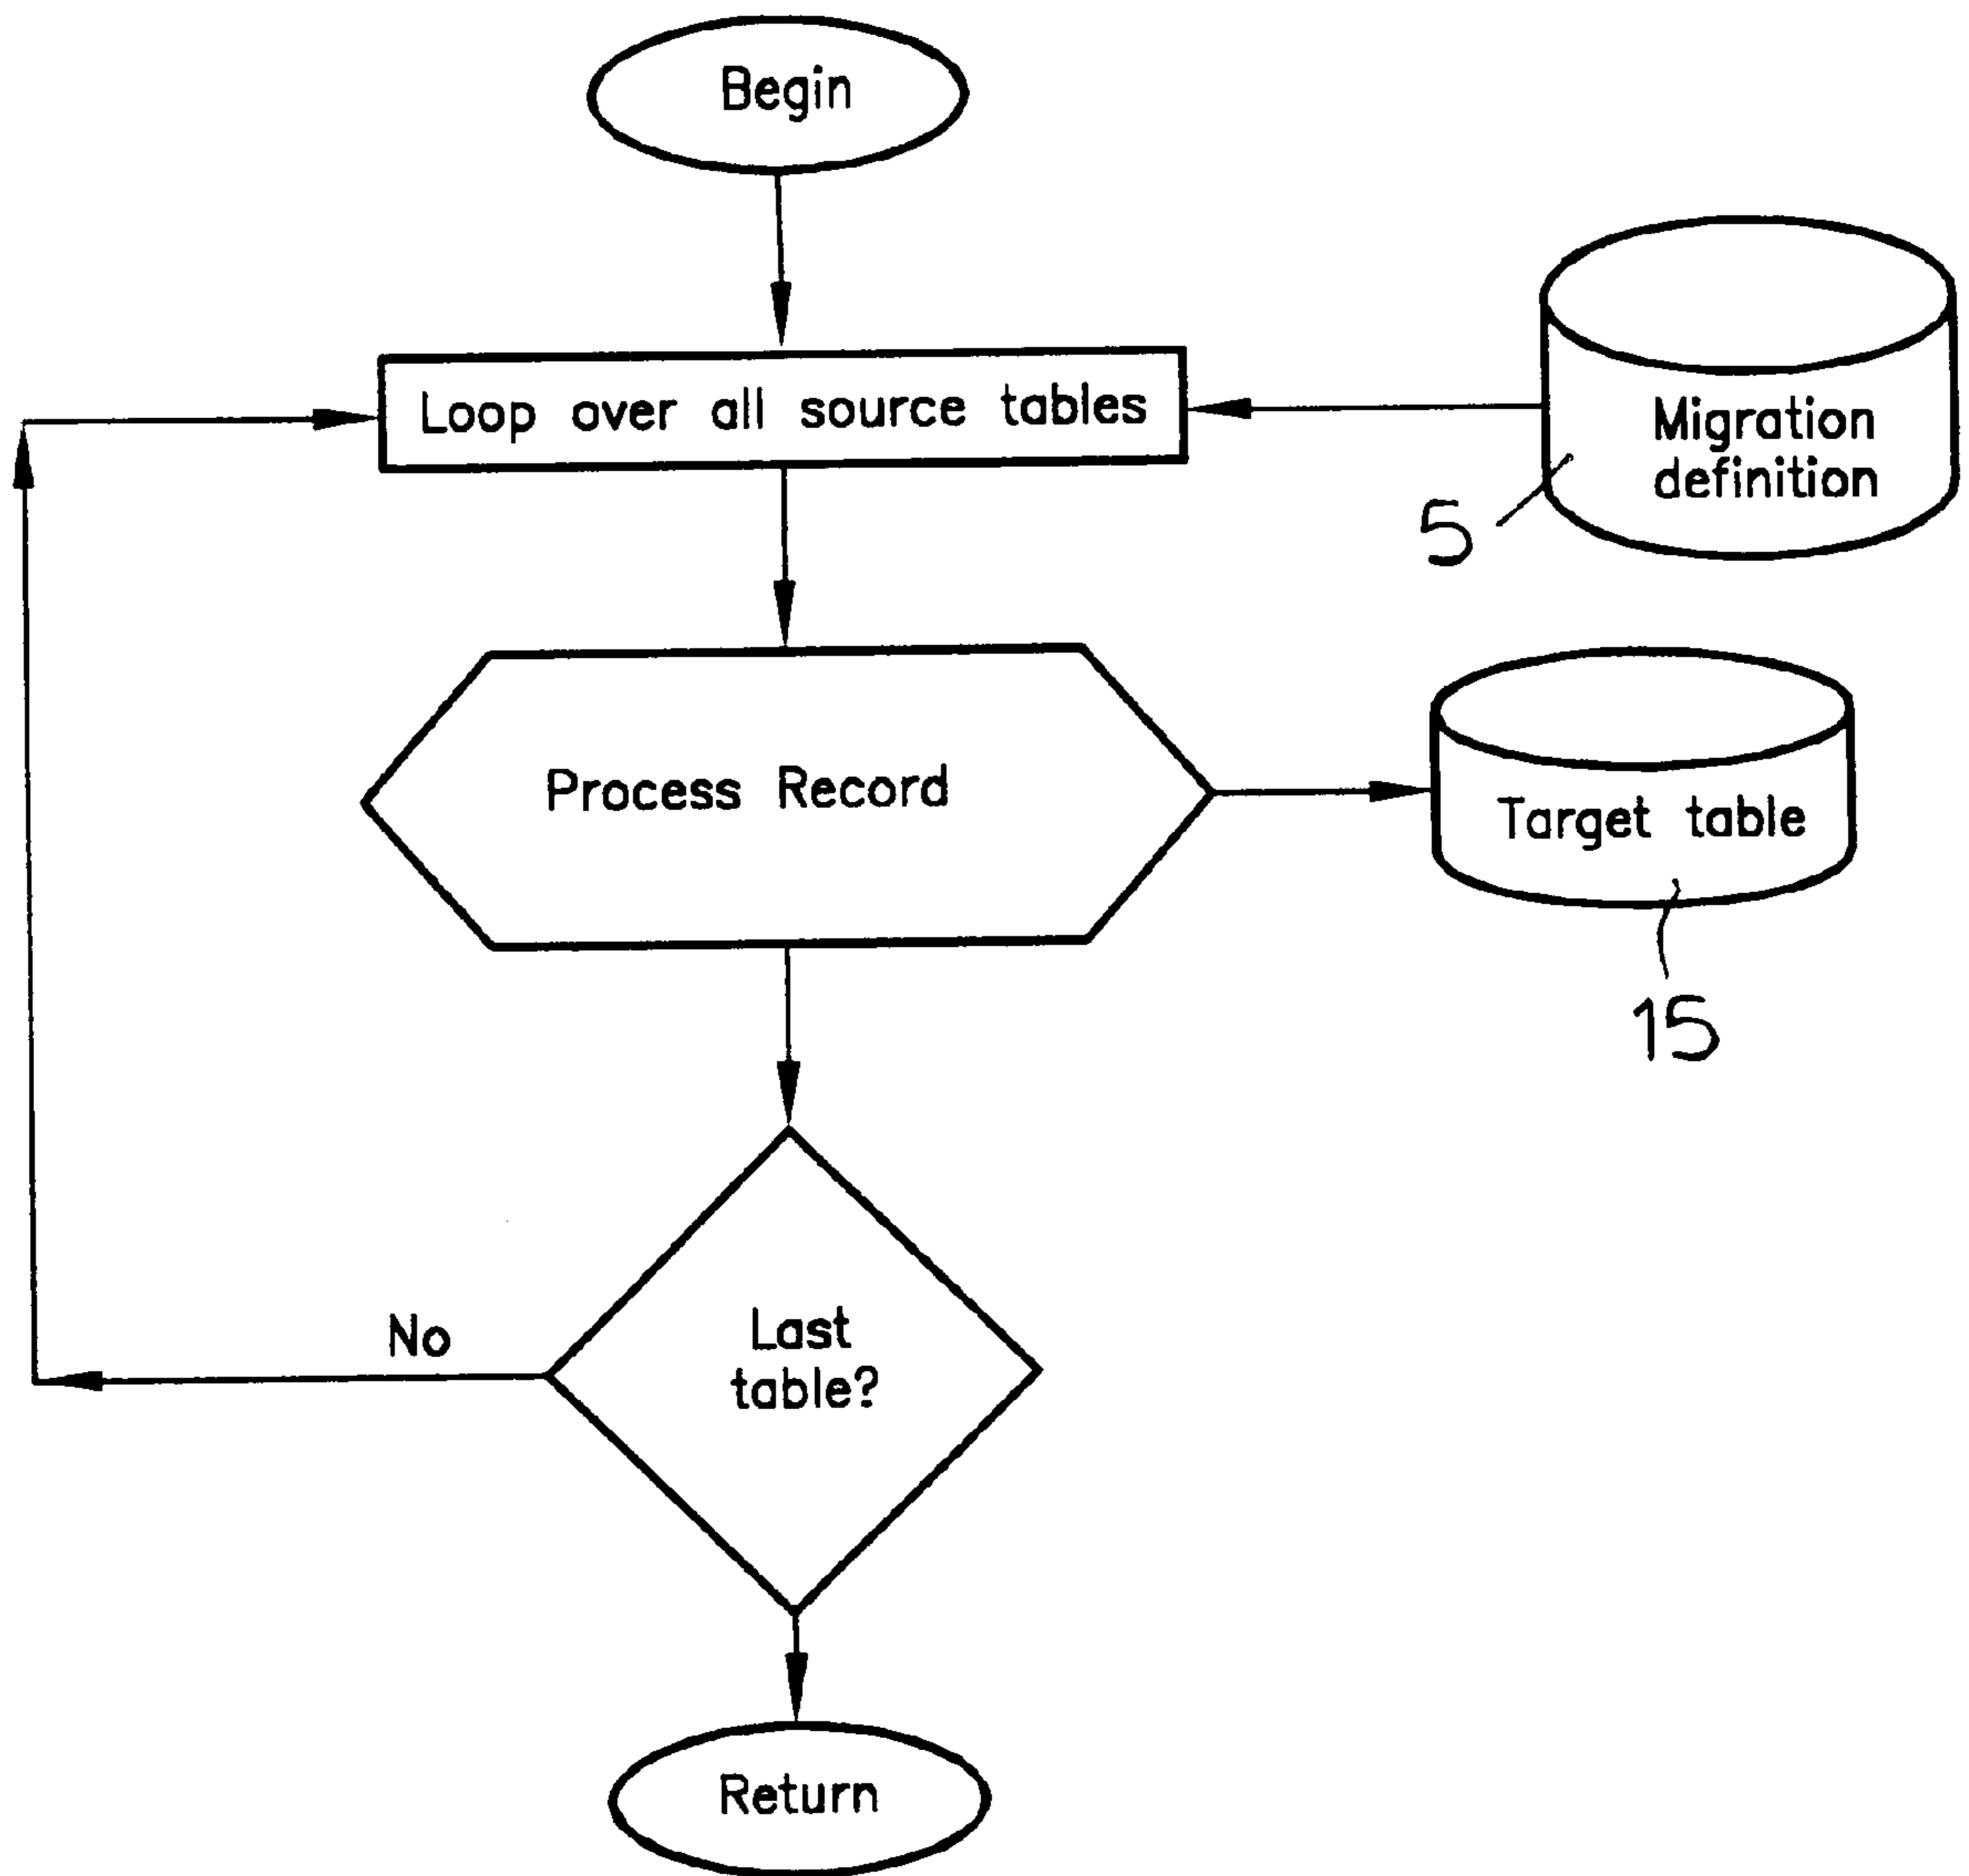 Begin
Loop over all source tables
Migration
definition
5
Process Record
Target table
15
Last
table?
No
Return